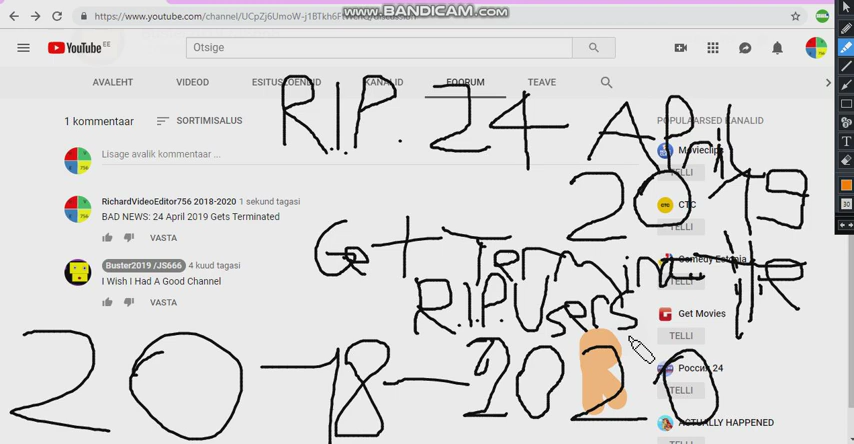 https://www.youtube.com/channel/UCpZj6UmoW-j1BTkh6F
www.BANDICAM.com
YouTube EE
Otsige
AVALEHT VIDEOD KANALID FOORUM TEAVE
1 kommentaar SORTIMISALUS POPULAARSED KANALID
R.I.P. 24 APril
2019
Lisage avalik kommentaar ...
Movieclips
TELLI
RichardVideoEditor756 2018-2020 1 sekund tagasi
BAD NEWS: 24 April 2019 Gets Terminated
VASTA
CTC
TELLI
Buster2019 /JS666 4 kuud tagasi
I Wish I Had A Good Channel
VASTA
Comedy Estonia
TELLI
R.I.P. Users
Get Movies
TELLI
2018-2020
Россия 24
TELLI
ACTUALLY HAPPENED
TELLI